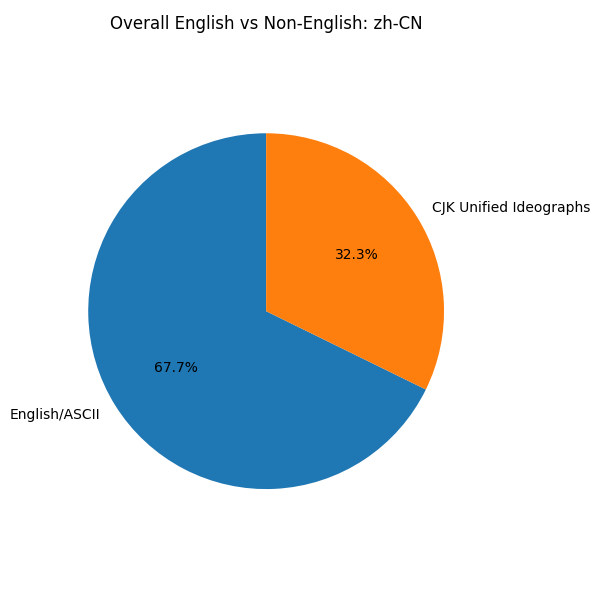 Overall English vs Non-English: zh-CN
CJK Unified Ideographs
32.3%
67.7%
English/ASCII